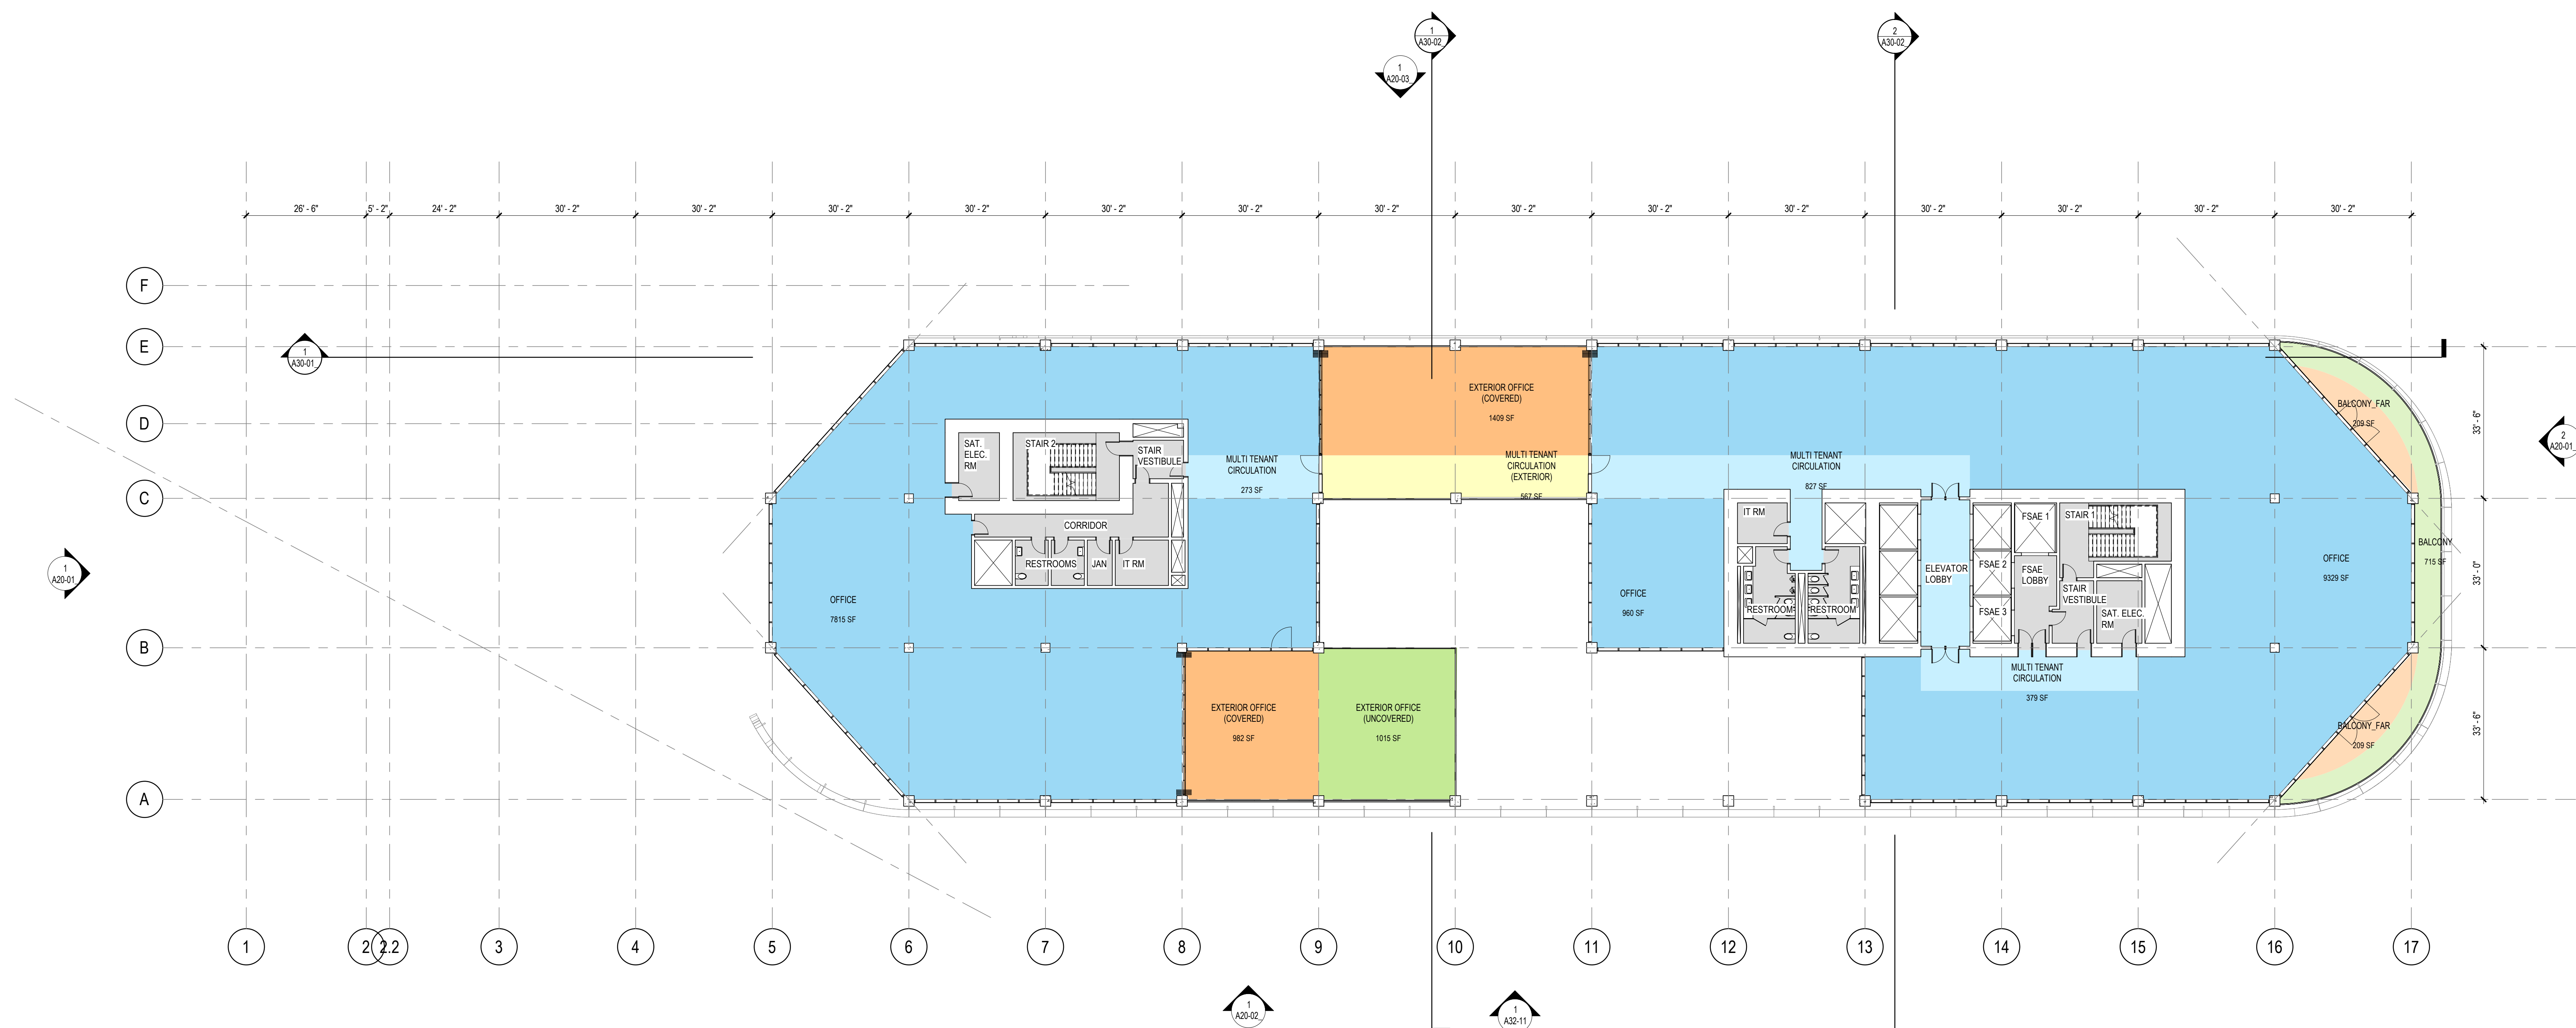 1
A30-02_
2
A30-02_
1
A20-03_
26' - 6"
5' - 2"
24' - 2"
30' - 2"
30' - 2"
30' - 2"
30' - 2"
30' - 2"
30' - 2"
30' - 2"
30' - 2"
30' - 2"
30' - 2"
30' - 2"
30' - 2"
30' - 2"
30' - 2"
F
E
1
A30-01_
EXTERIOR OFFICE
(COVERED)
1409 SF
BALCONY_FAR
209 SF
33' - 6"
D
2
A20-01_
SAT.
ELEC.
RM
STAIR 2
STAIR
VESTIBULE
MULTI TENANT
CIRCULATION
273 SF
MULTI TENANT
CIRCULATION
(EXTERIOR)
567 SF
MULTI TENANT
CIRCULATION
827 SF
C
CORRIDOR
IT RM
FSAE 1
STAIR 1
RESTROOMS
JAN
IT RM
FSAE 2
ELEVATOR
LOBBY
FSAE
LOBBY
OFFICE
9329 SF
BALCONY
715 SF
33' - 0"
1
A20-01_
OFFICE
7815 SF
OFFICE
960 SF
RESTROOM
RESTROOM
FSAE 3
STAIR
VESTIBULE
SAT. ELEC.
RM
B
MULTI TENANT
CIRCULATION
379 SF
EXTERIOR OFFICE
(COVERED)
982 SF
EXTERIOR OFFICE
(UNCOVERED)
1015 SF
BALCONY_FAR
209 SF
33' - 6"
A
1
2
2.2
3
4
5
6
7
8
9
10
11
12
13
14
15
16
17
1
A20-02_
1
A32-11